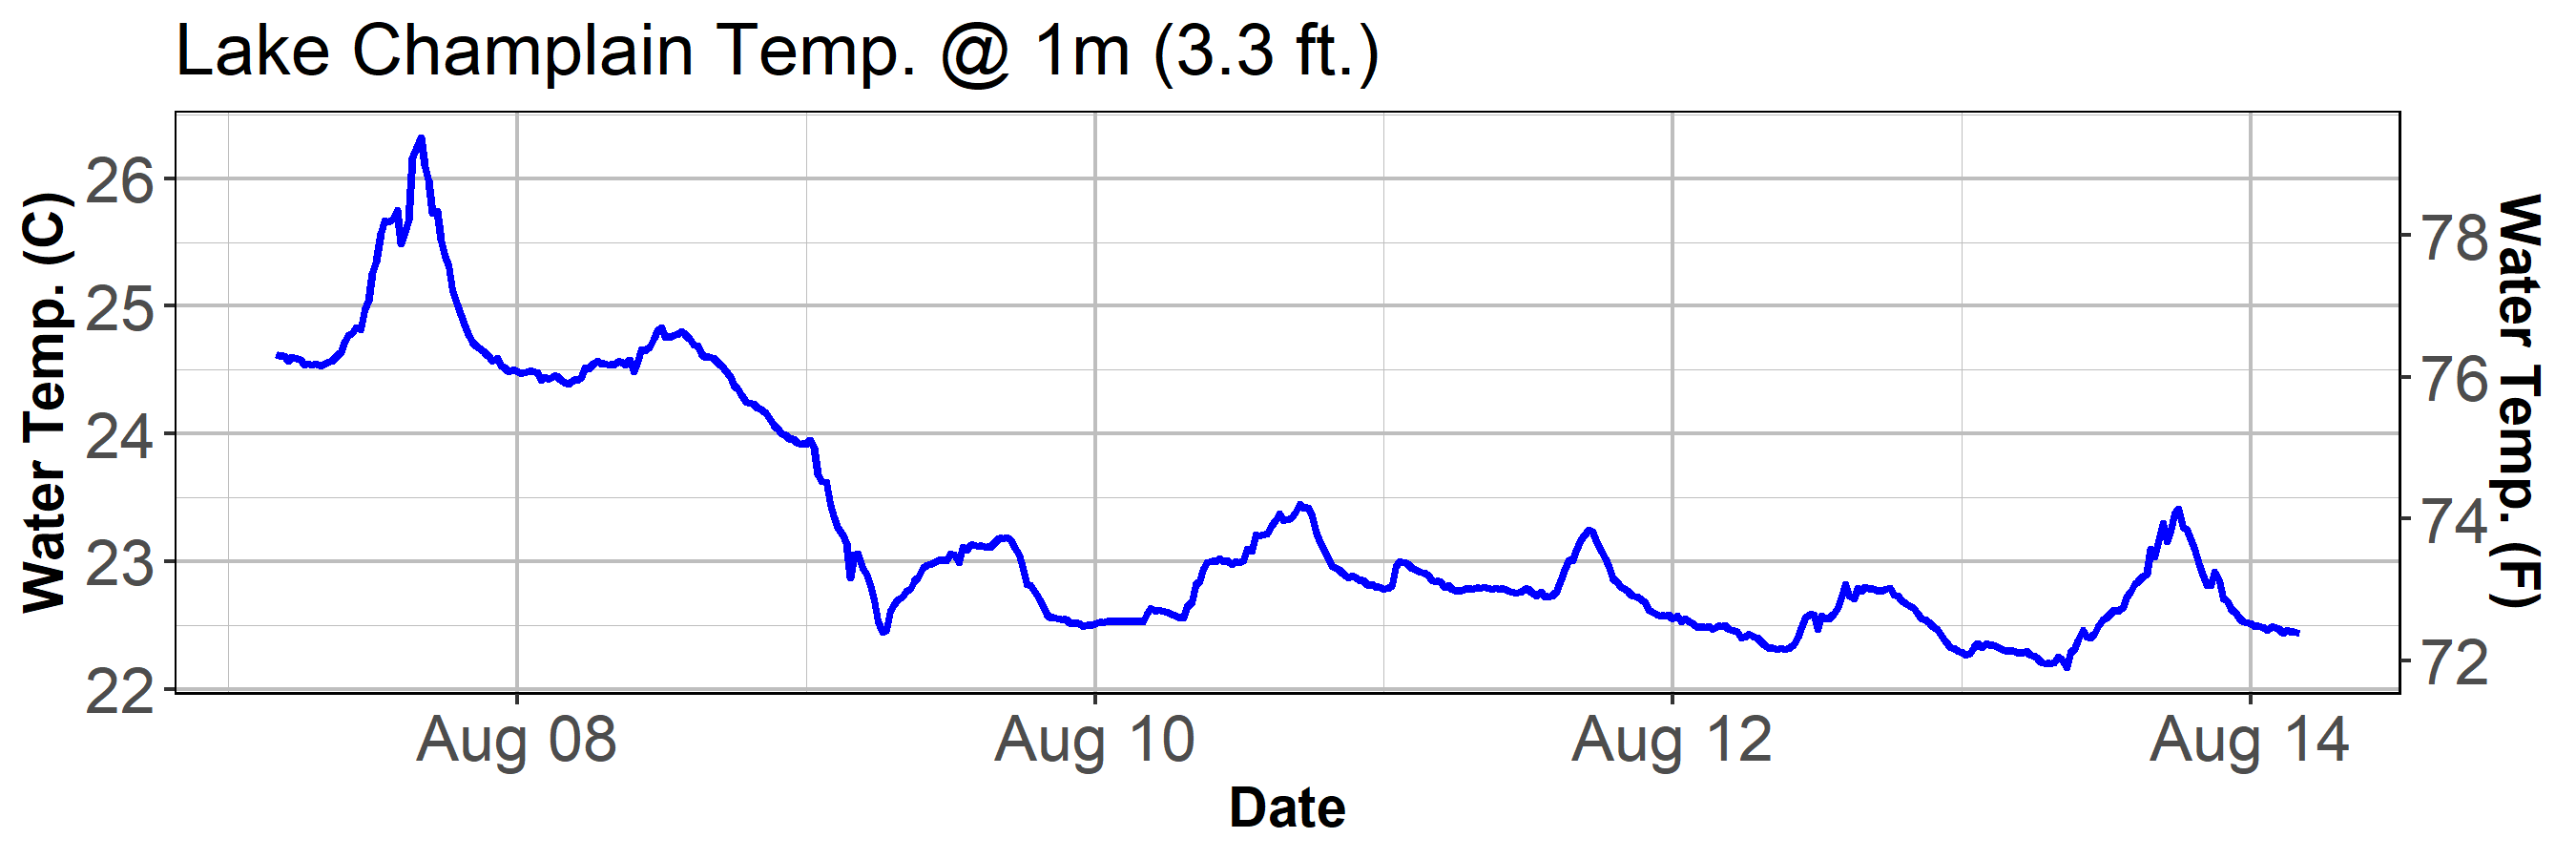 Lake Champlain Temp. @ 1m (3.3 ft.)
Water Temp. (C)
26
25
24
23
22
78
76
74
72
Water Temp. (F)
Aug 08
Aug 10
Aug 12
Aug 14
Date